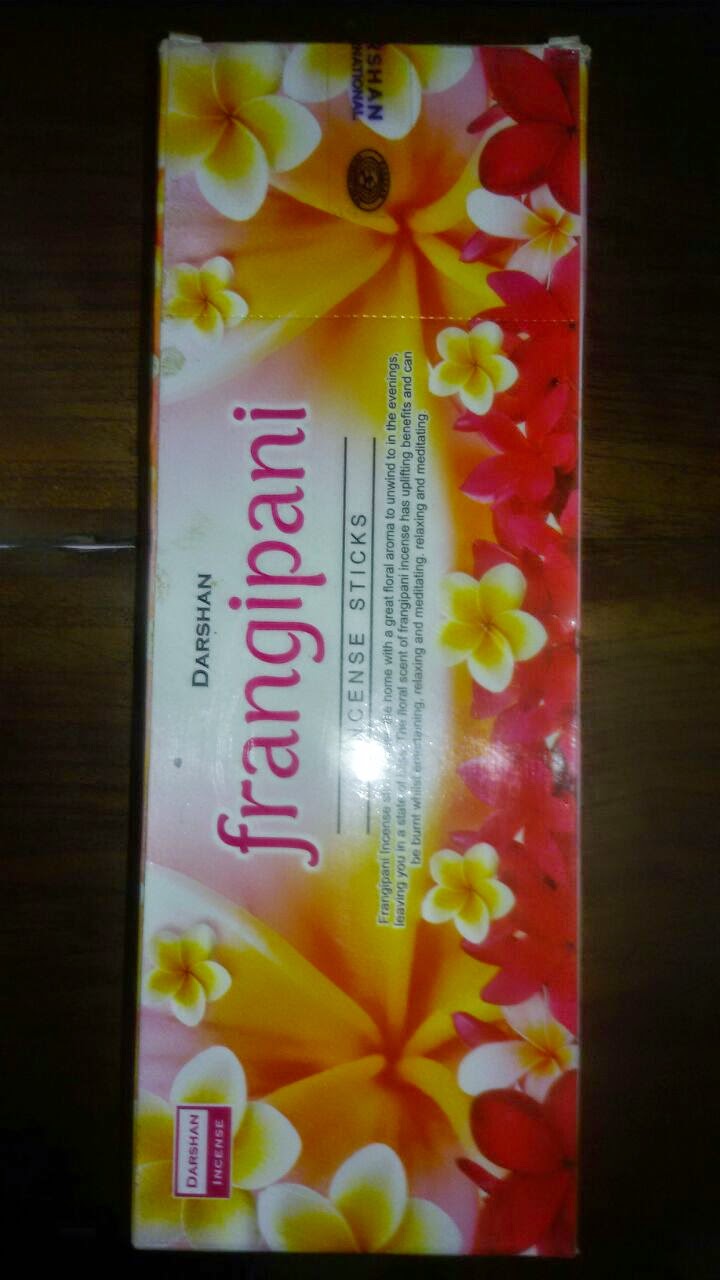 DARSHAN
frangipani
INCENSE STICKS
Frangipani Incense the home with a great floral aroma to unwind to in the evenings,
leaving you in a state of The floral scent of frangipani incense has uplifting benefits and can
be burnt whilst entertaining, relaxing and meditating. relaxing and meditating
DARSHAN
INCENSE